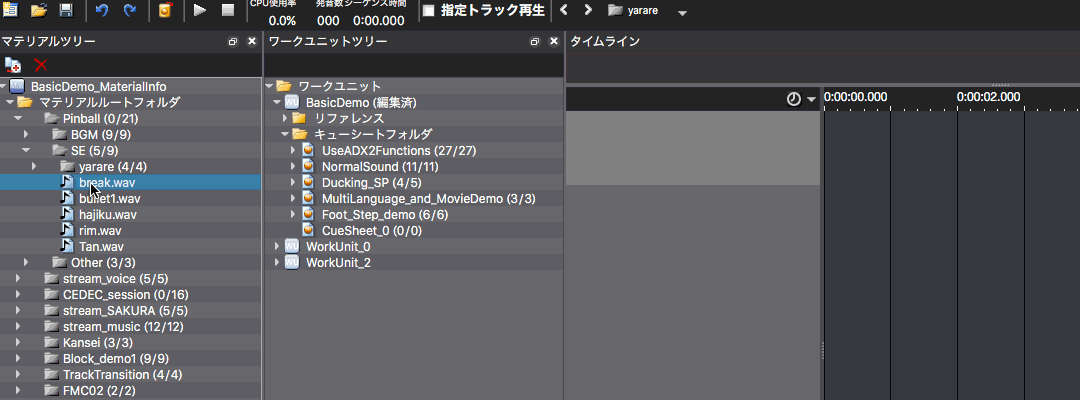 CPU使用率 発音数 シーケンス時間
0.0% 000 0:00.000
指定トラック再生
yarare
マテリアルツリー
BasicDemo_MaterialInfo
マテリアルルートフォルダ
Pinball (0/21)
BGM (9/9)
SE (5/9)
yarare (4/4)
break.wav
bullet1.wav
hajiku.wav
rim.wav
Tan.wav
Other (3/3)
stream_voice (5/5)
CEDEC_session (0/16)
stream_SAKURA (5/5)
stream_music (12/12)
Kansei (3/3)
Block_demo1 (9/9)
TrackTransition (4/4)
FMC02 (2/2)
ワークユニットツリー
ワークユニット
WU BasicDemo (編集済)
リファレンス
キューシートフォルダ
UseADX2Functions (27/27)
NormalSound (11/11)
Ducking_SP (4/5)
MultiLanguage_and_MovieDemo (3/3)
Foot_Step_demo (6/6)
CueSheet_0 (0/0)
WU WorkUnit_0
WU WorkUnit_2
タイムライン
0:00:00.000 0:00:02.000